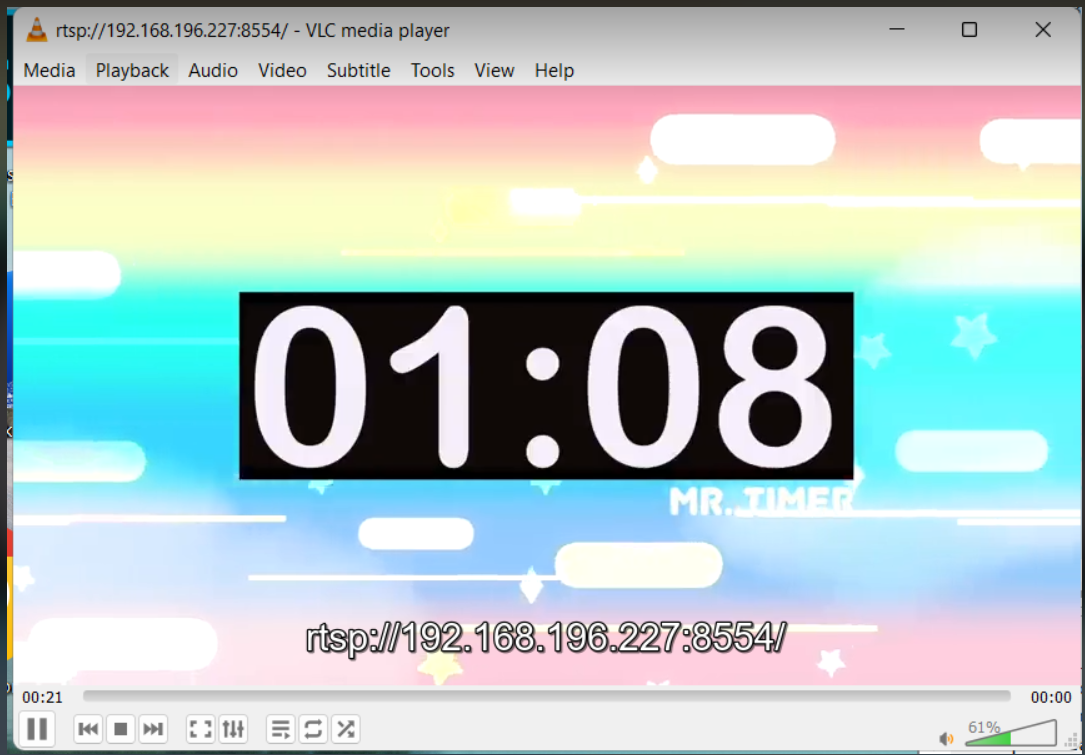 rtsp://192.168.196.227:8554/ - VLC media player
Media Playback Audio Video Subtitle Tools View Help
01:08
MR. TIMER
rtsp://192.168.196.227:8554/
00:21 00:00
61%